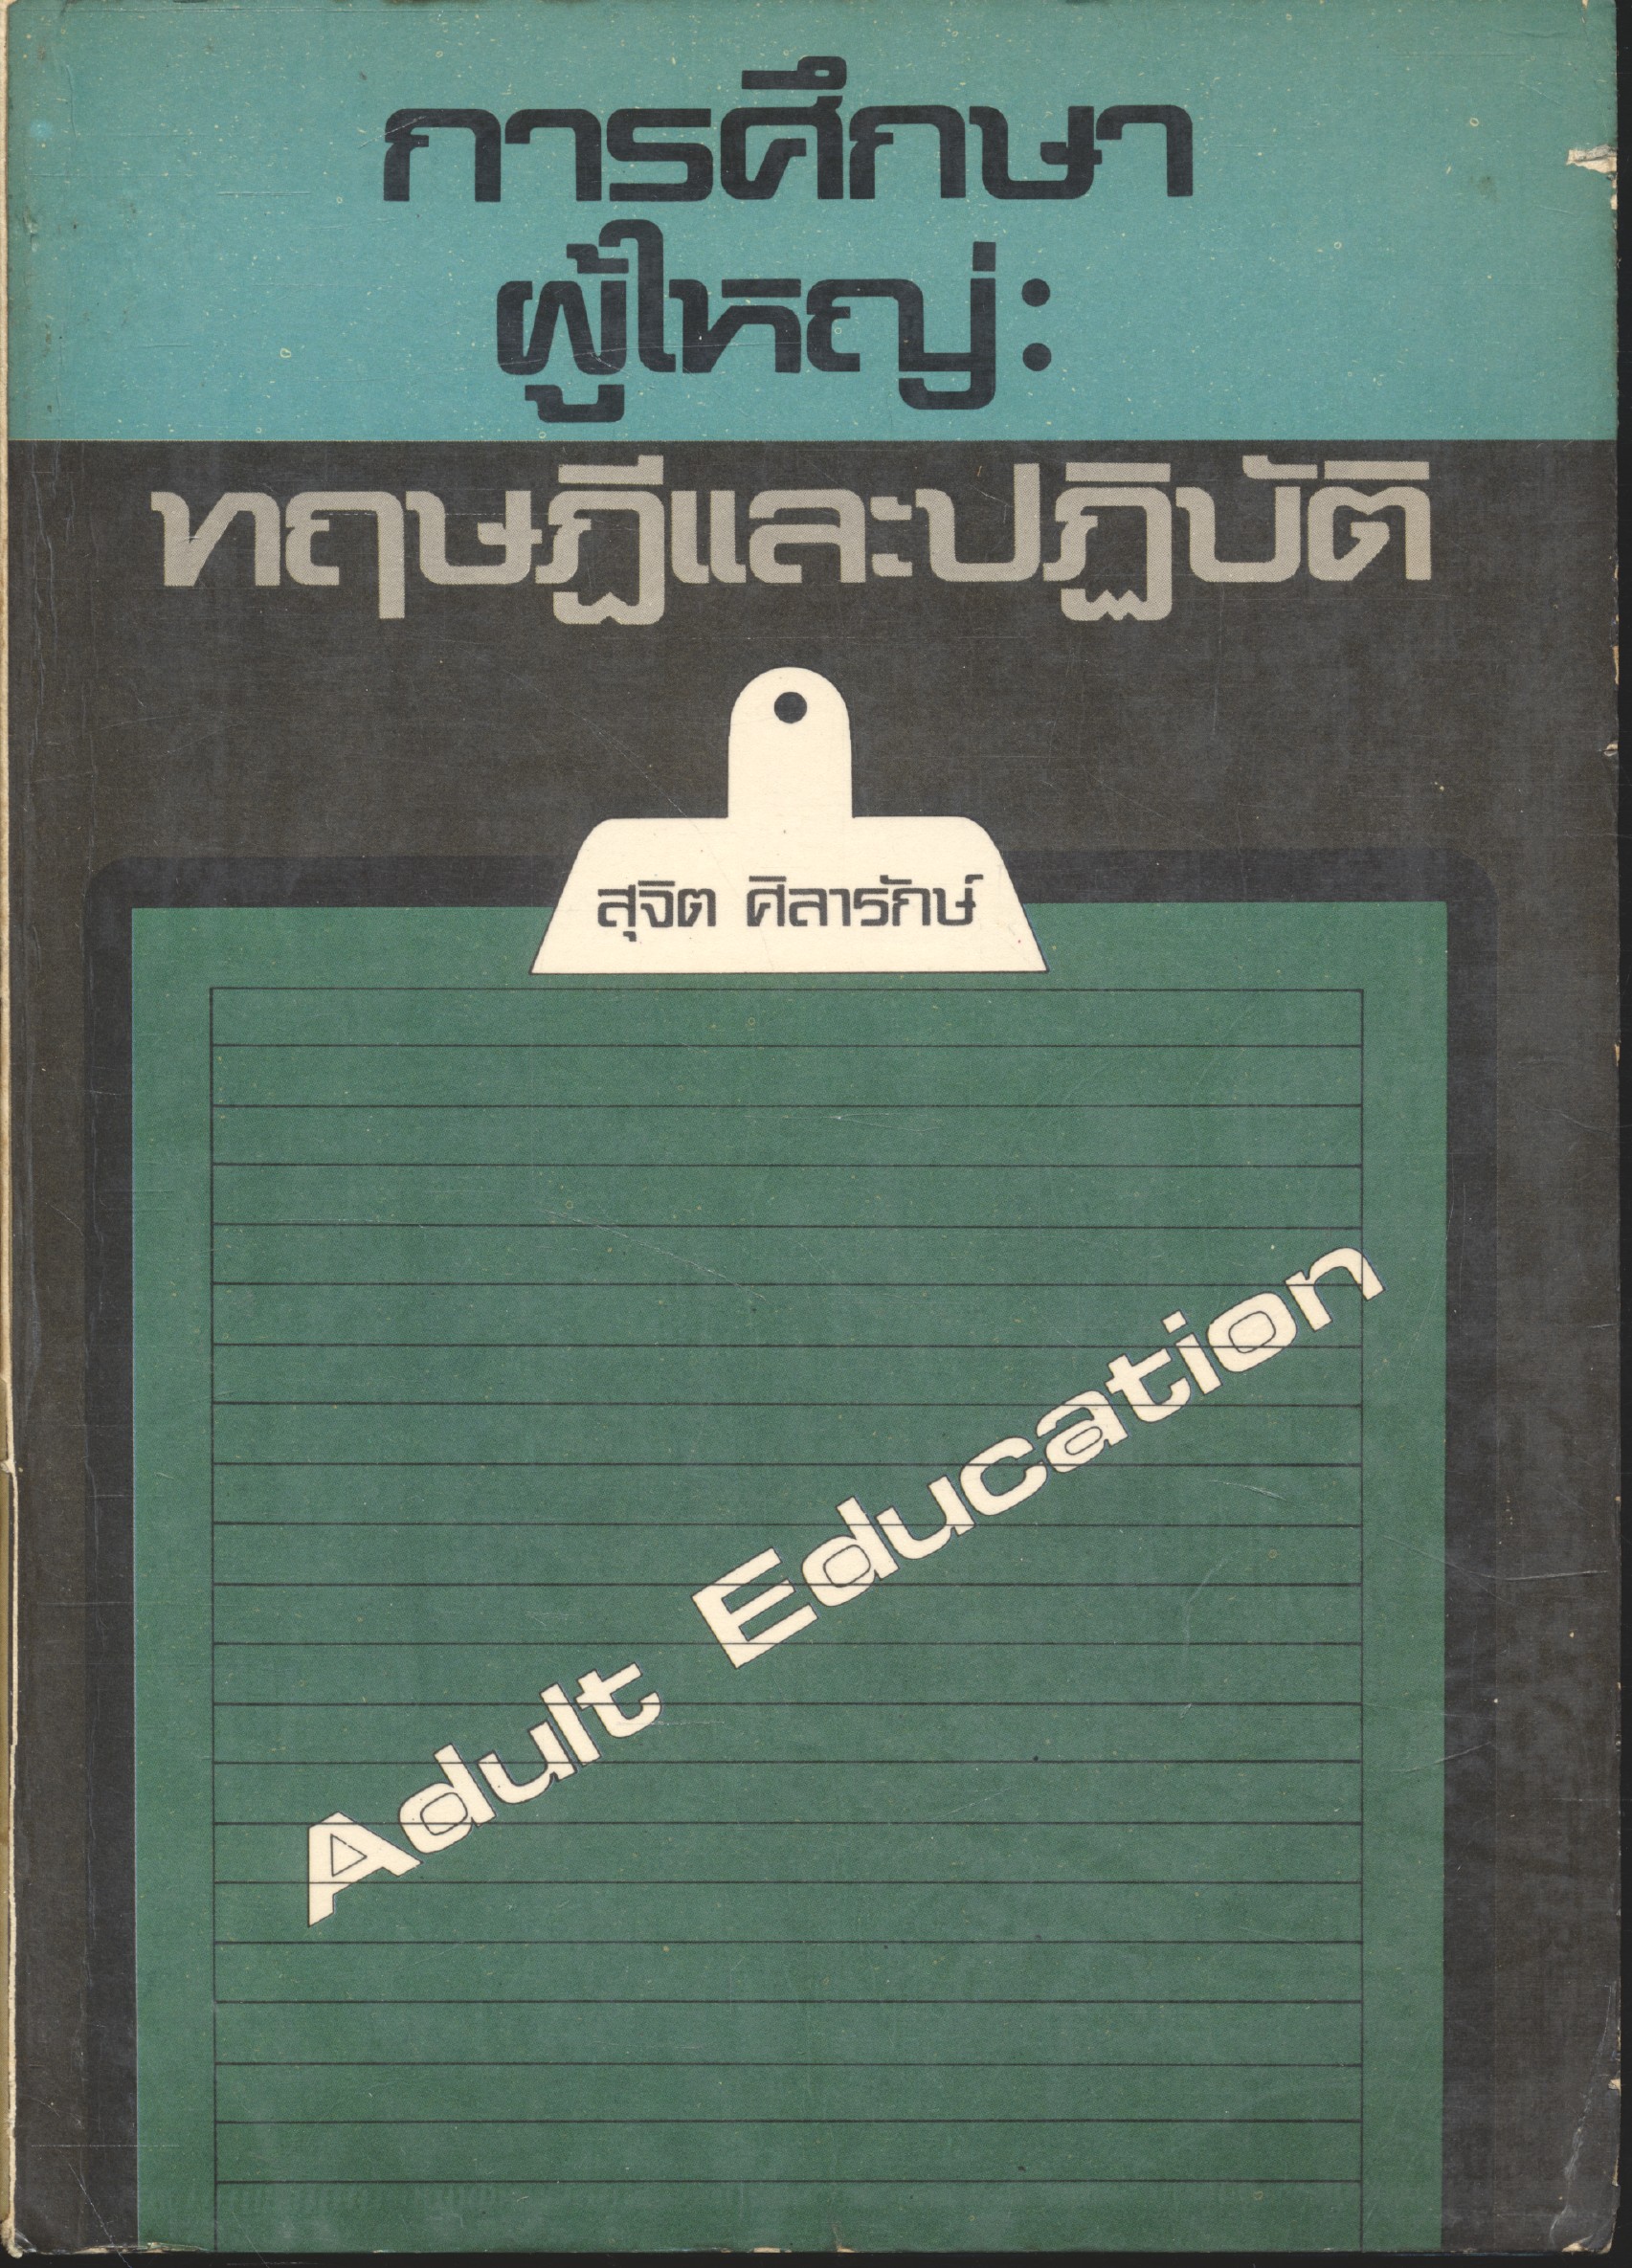 การศึกษา
ผู้ใหญ่:
ทฤษฎีและปฏิบัติ
สุจิต ศิลารักษ์
Adult Education